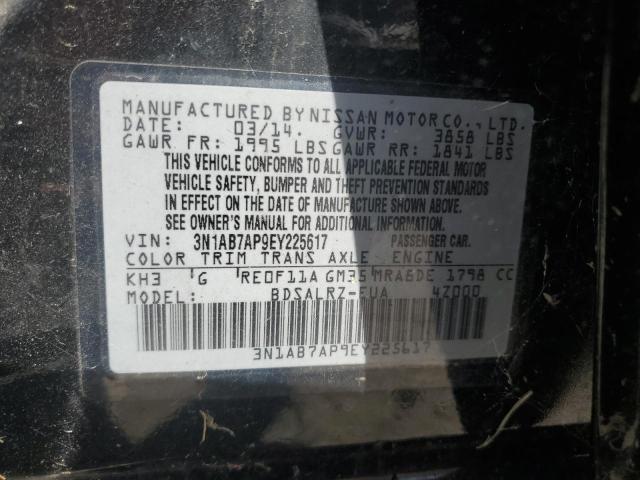 MANUFACTURED BY NISSAN MOTOR CO., LTD.
DATE: 03/14. GVWR: 3858 LBS
GAWR FR: 1995 LBS GAWR RR: 1841 LBS
THIS VEHICLE CONFORMS TO ALL APPLICABLE FEDERAL MOTOR
VEHICLE SAFETY, BUMPER AND THEFT PREVENTION STANDARDS
IN EFFECT ON THE DATE OF MANUFACTURE SHOWN ABOVE.
SEE OWNER'S MANUAL FOR ADDITIONAL INFORMATION.
VIN: 3N1AB7AP9EY225617 PASSENGER CAR.
COLOR TRIM TRANS AXLE ENGINE
KH3 G RE0F11A GM35 MRA8DE 1798 CC
MODEL: BDSALRZ-EUA 4Z000
3N1AB7AP9EY225617